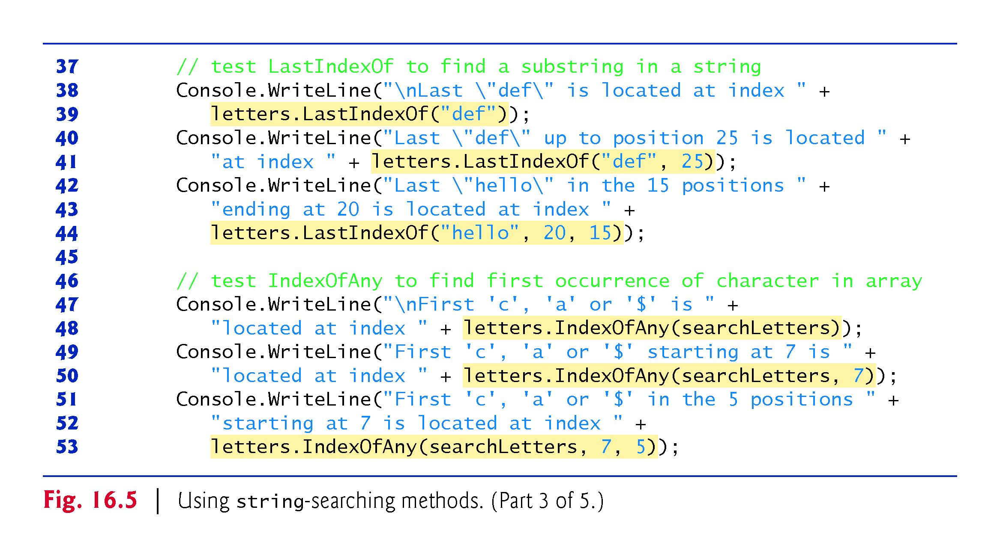 37 // test LastIndexOf to find a substring in a string
38 Console.WriteLine("\nLast \"def\" is located at index " +
39 letters.LastIndexOf("def"));
40 Console.WriteLine("Last \"def\" up to position 25 is located " +
41 "at index " + letters.LastIndexOf("def", 25));
42 Console.WriteLine("Last \"hello\" in the 15 positions " +
43 "ending at 20 is located at index " +
44 letters.LastIndexOf("hello", 20, 15));
45
46 // test IndexOfAny to find first occurrence of character in array
47 Console.WriteLine("\nFirst 'c', 'a' or '$' is " +
48 "located at index " + letters.IndexOfAny(searchLetters));
49 Console.WriteLine("First 'c', 'a' or '$' starting at 7 is " +
50 "located at index " + letters.IndexOfAny(searchLetters, 7));
51 Console.WriteLine("First 'c', 'a' or '$' in the 5 positions " +
52 "starting at 7 is located at index " +
53 letters.IndexOfAny(searchLetters, 7, 5));
Fig. 16.5 | Using string-searching methods. (Part 3 of 5.)